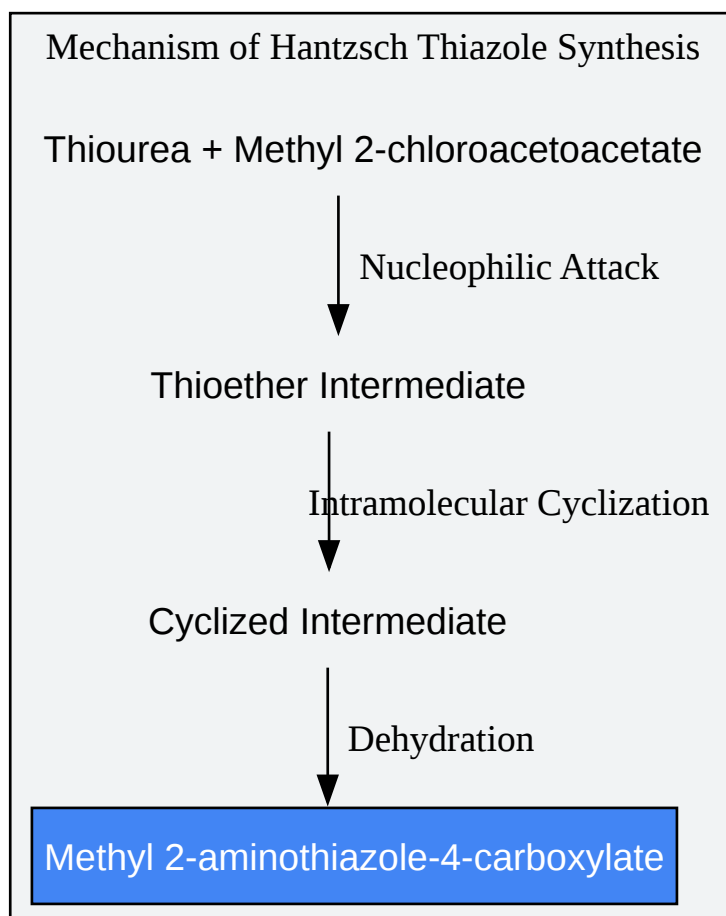 Mechanism of Hantzsch Thiazole Synthesis
Thiourea + Methyl 2-chloroacetoacetate
Nucleophilic Attack
Thioether Intermediate
Intramolecular Cyclization
Cyclized Intermediate
Dehydration
Methyl 2-aminothiazole-4-carboxylate